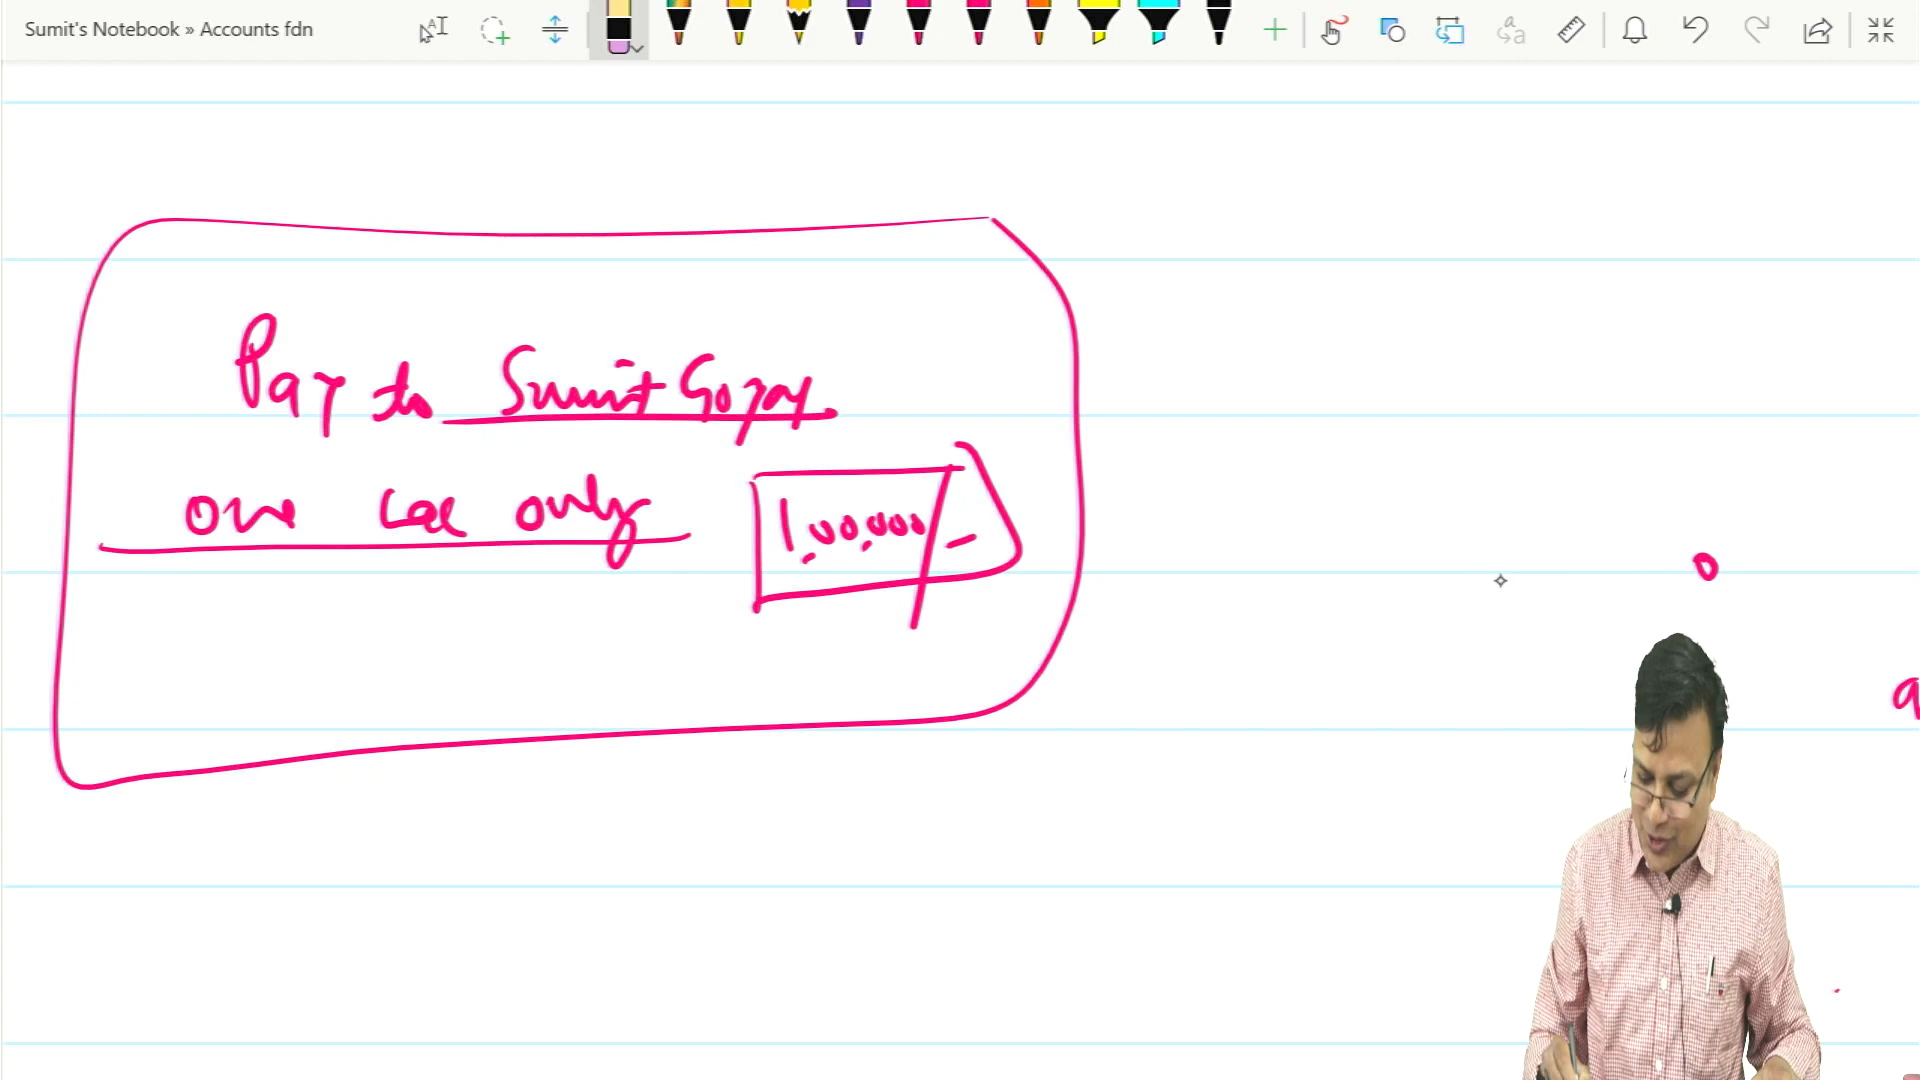 Sumit's Notebook » Accounts fdn
Pay to Sumit Goyal
one Lac only
1,00,000/-